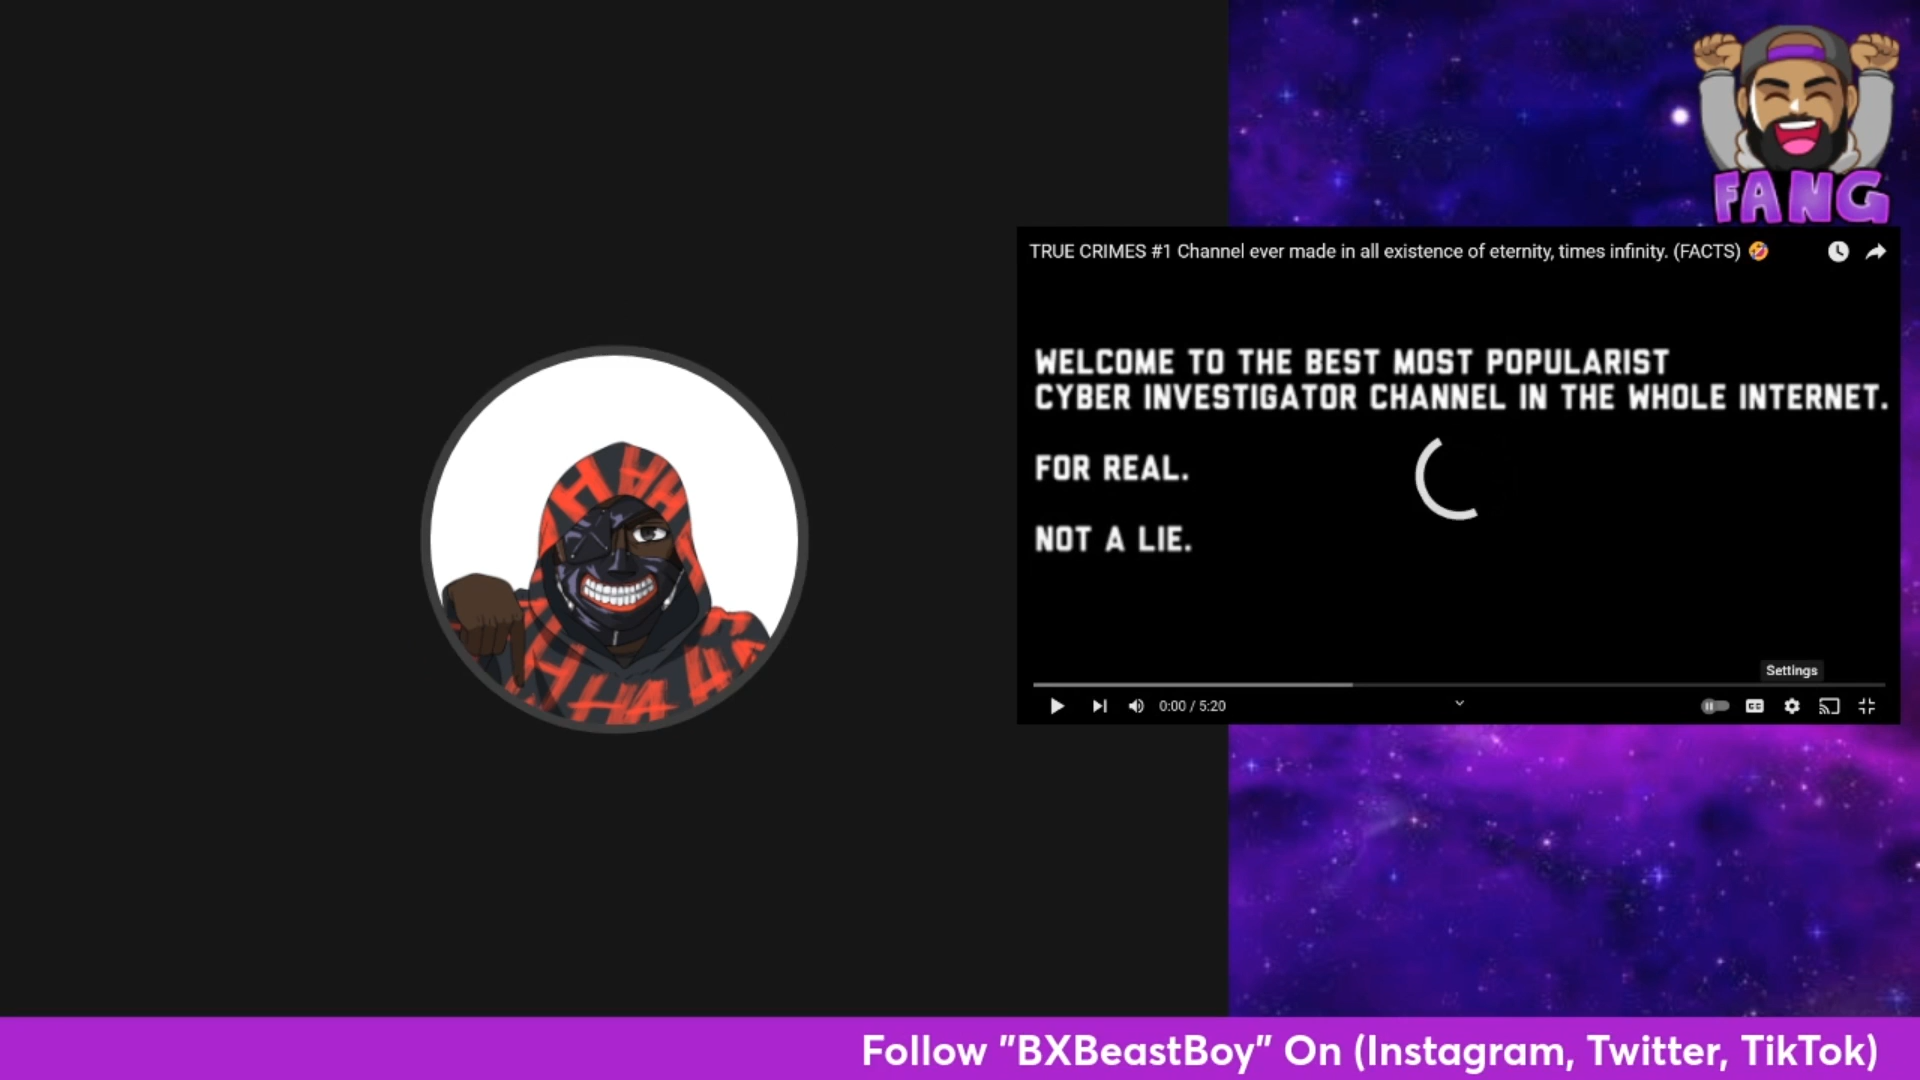 FANG
TRUE CRIMES #1 Channel ever made in all existence of eternity, times infinity. (FACTS) 🤣
WELCOME TO THE BEST MOST POPULARIST
CYBER INVESTIGATOR CHANNEL IN THE WHOLE INTERNET.
FOR REAL.
NOT A LIE.
Settings
0:00 / 5:20
CC
HA
Follow "BXBeastBoy" On (Instagram, Twitter, TikTok)